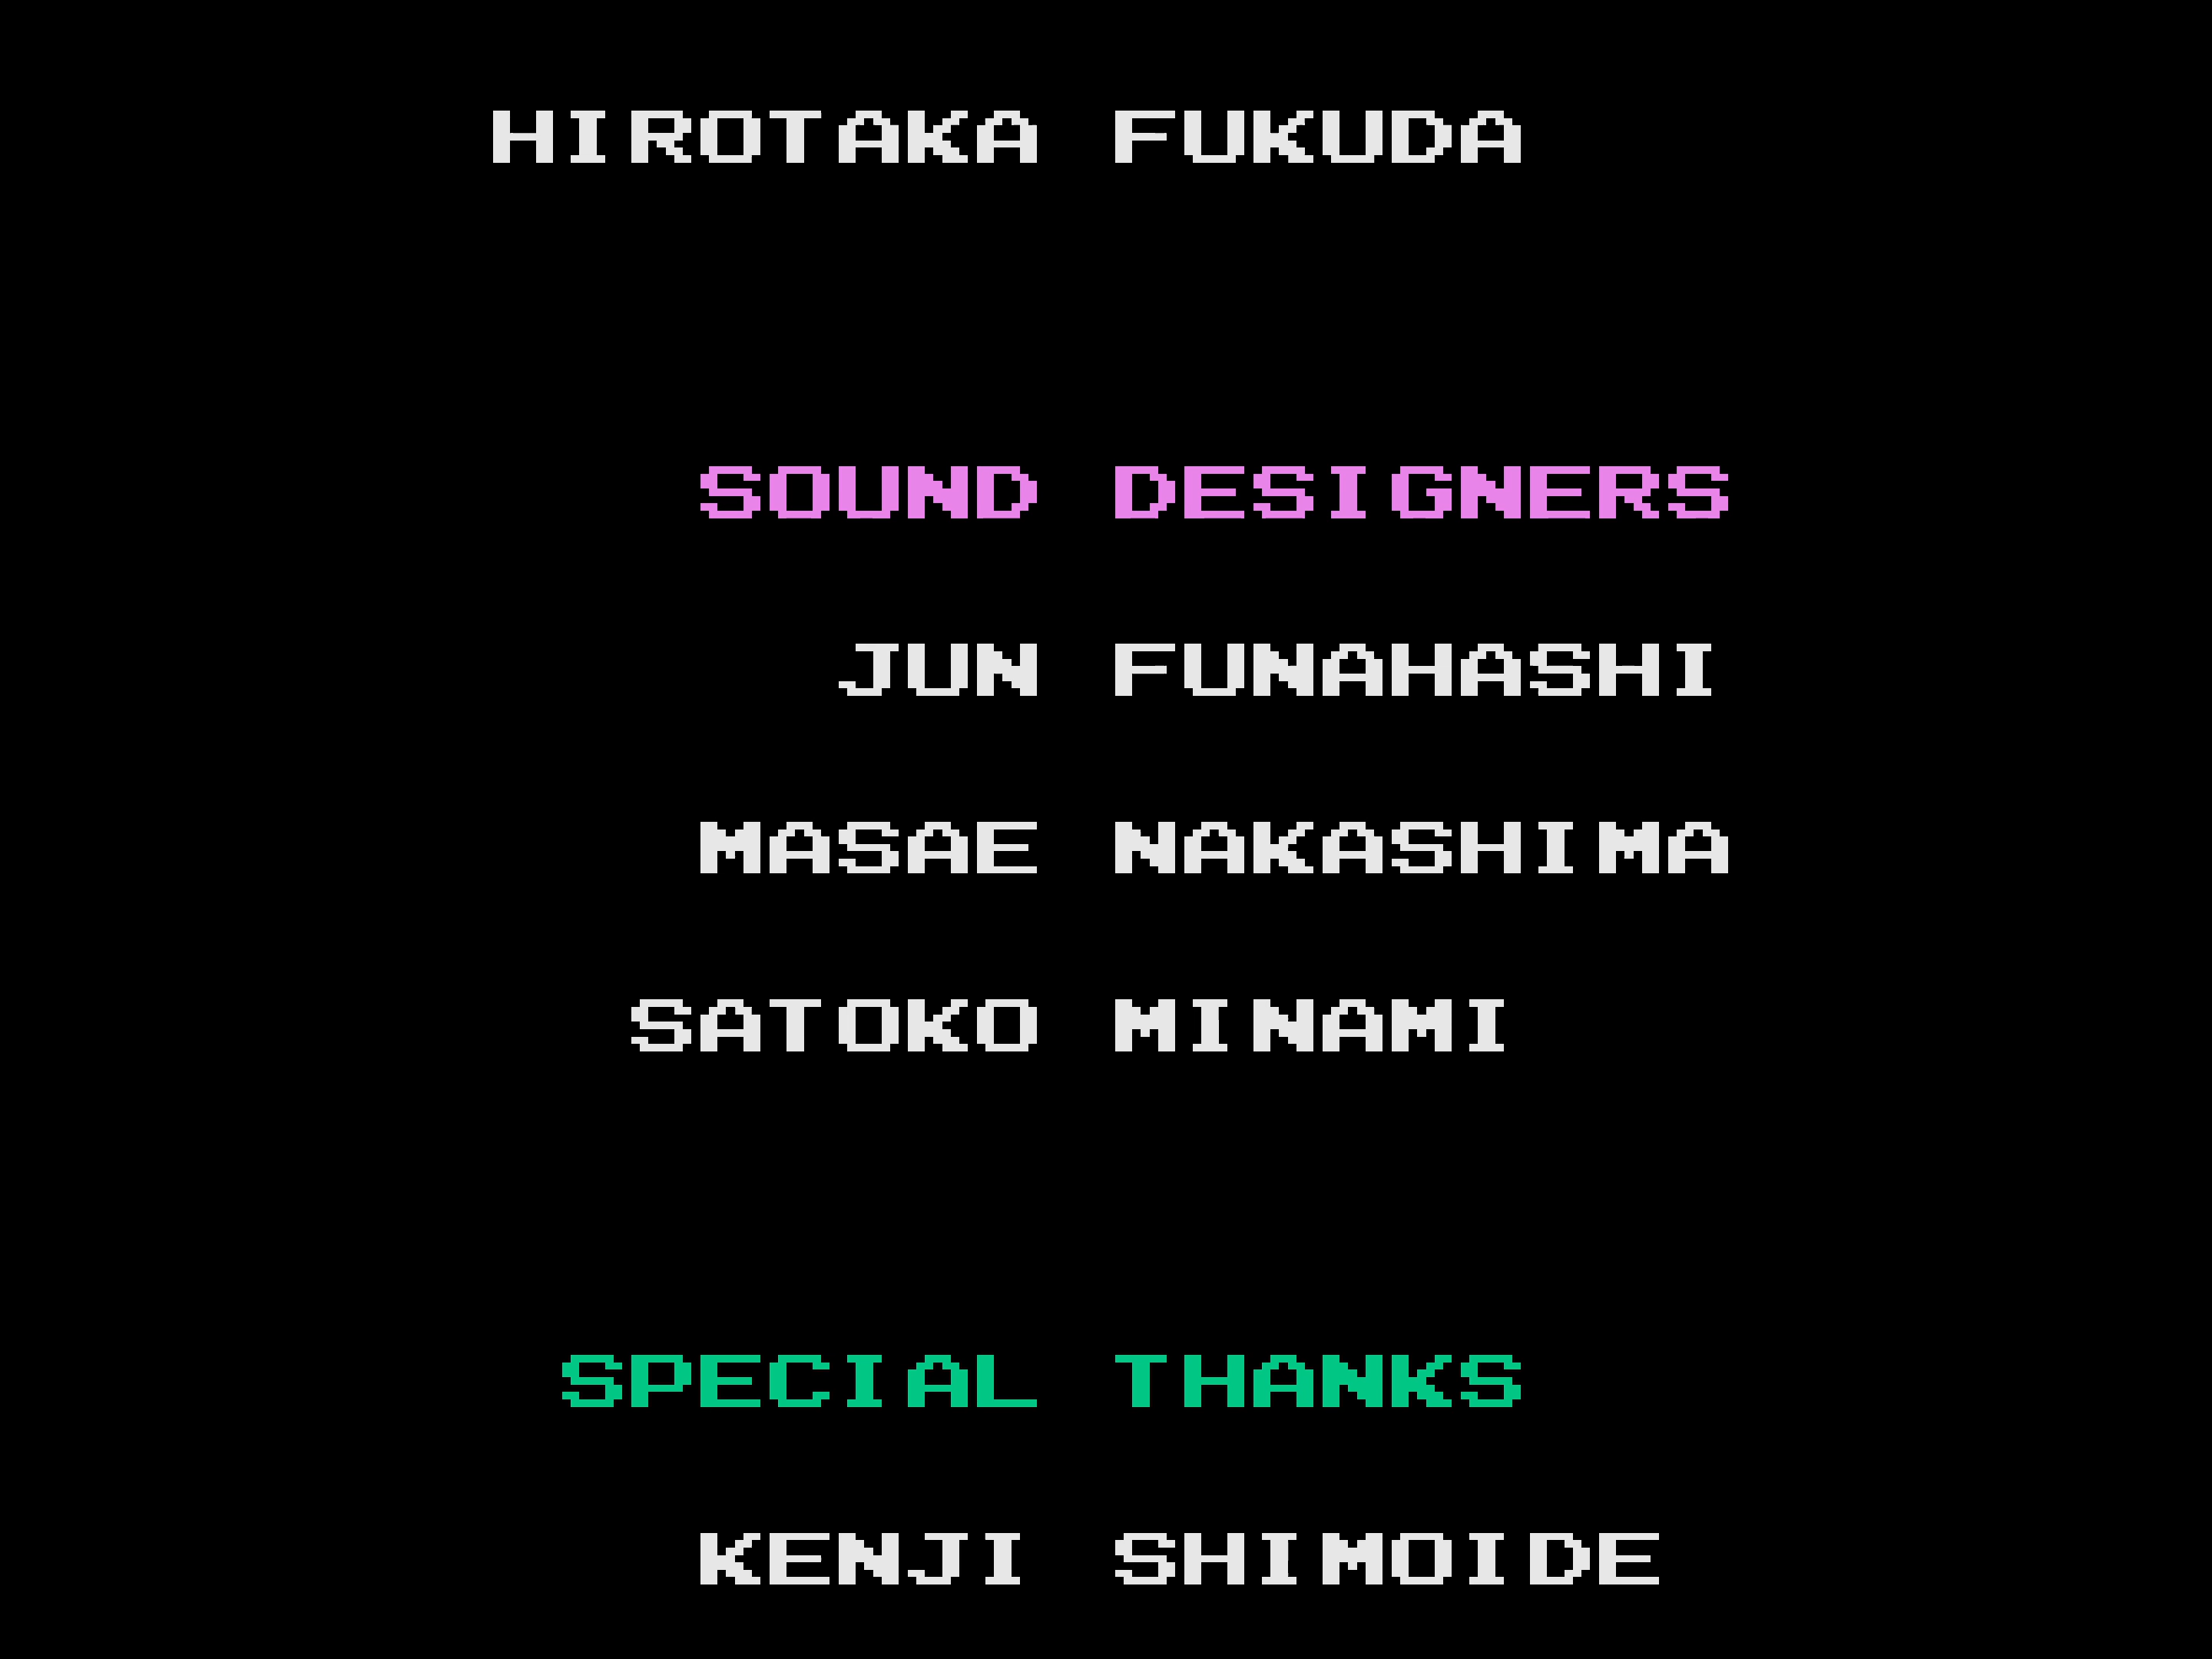 HIROTAKA FUKUDA
SOUND DESIGNERS
JUN FUNAHASHI
MASAE NAKASHIMA
SATOKO MINAMI
SPECIAL THANKS
KENJI SHIMOIDE